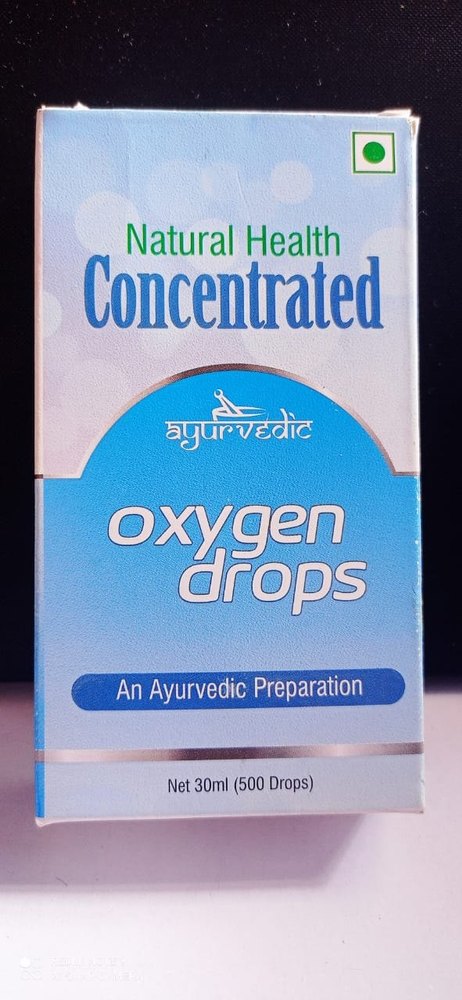 Natural Health
Concentrated
ayurvedic
oxygen
drops
An Ayurvedic Preparation
Net 30ml (500 Drops)